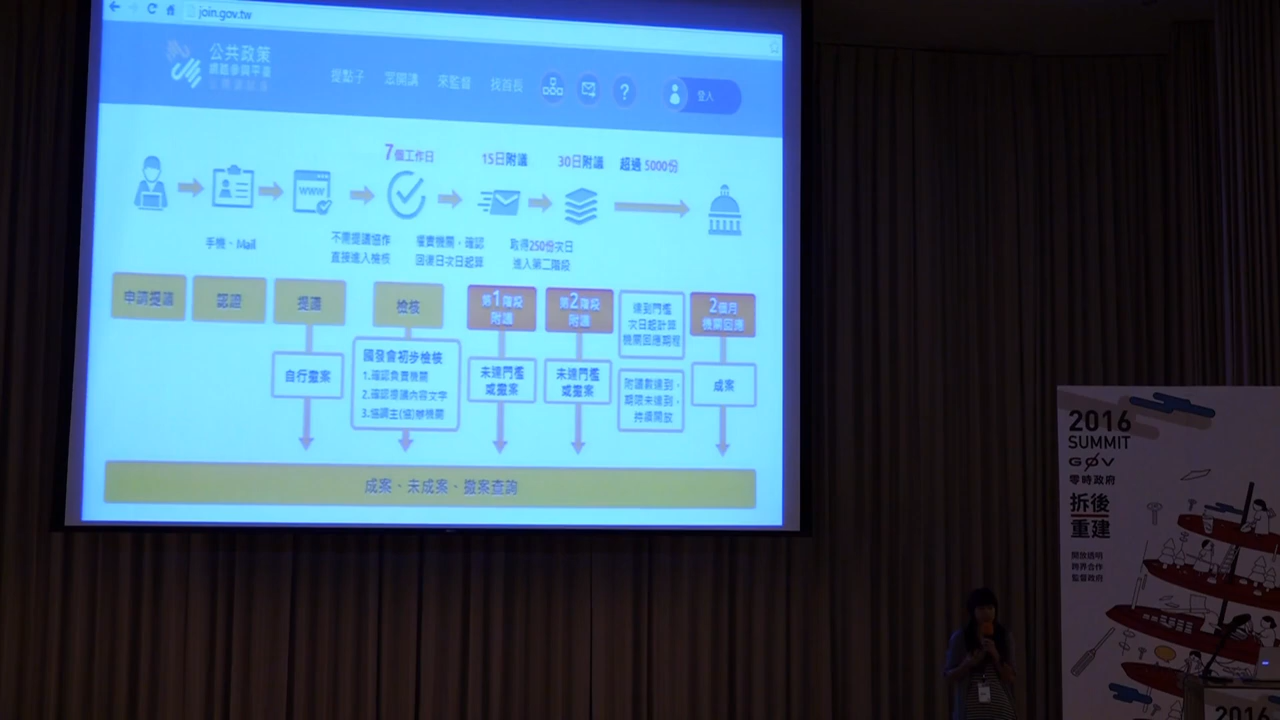 join.gov.tw
公共政策
網路參與平臺
提點子 眾開講 來監督 找首長 ? 登入
7個工作日 15日附議 30日附議 超過 5000份
www
手機、Mail
不需提議協作
直接進入檢核
權責機關，確認
回復日次日起算
取得250份次日
進入第二階段
申請提議 認證 提議 檢核
第1階段
附議
第2階段
附議
達到門檻
次日起計算
機關回應期程
2個月
機關回應
自行撤案
國發會初步檢核
1.確認負責機關
2.確認提議內容文字
3.協調主(協)辦機關
未達門檻
或撤案
未達門檻
或撤案
附議數達到，
期限未達到，
持續開放
成案
成案、未成案、撤案查詢
2016
SUMMIT
GØV
零時政府
拆後
重建
開放透明
跨界合作
監督政府
2016